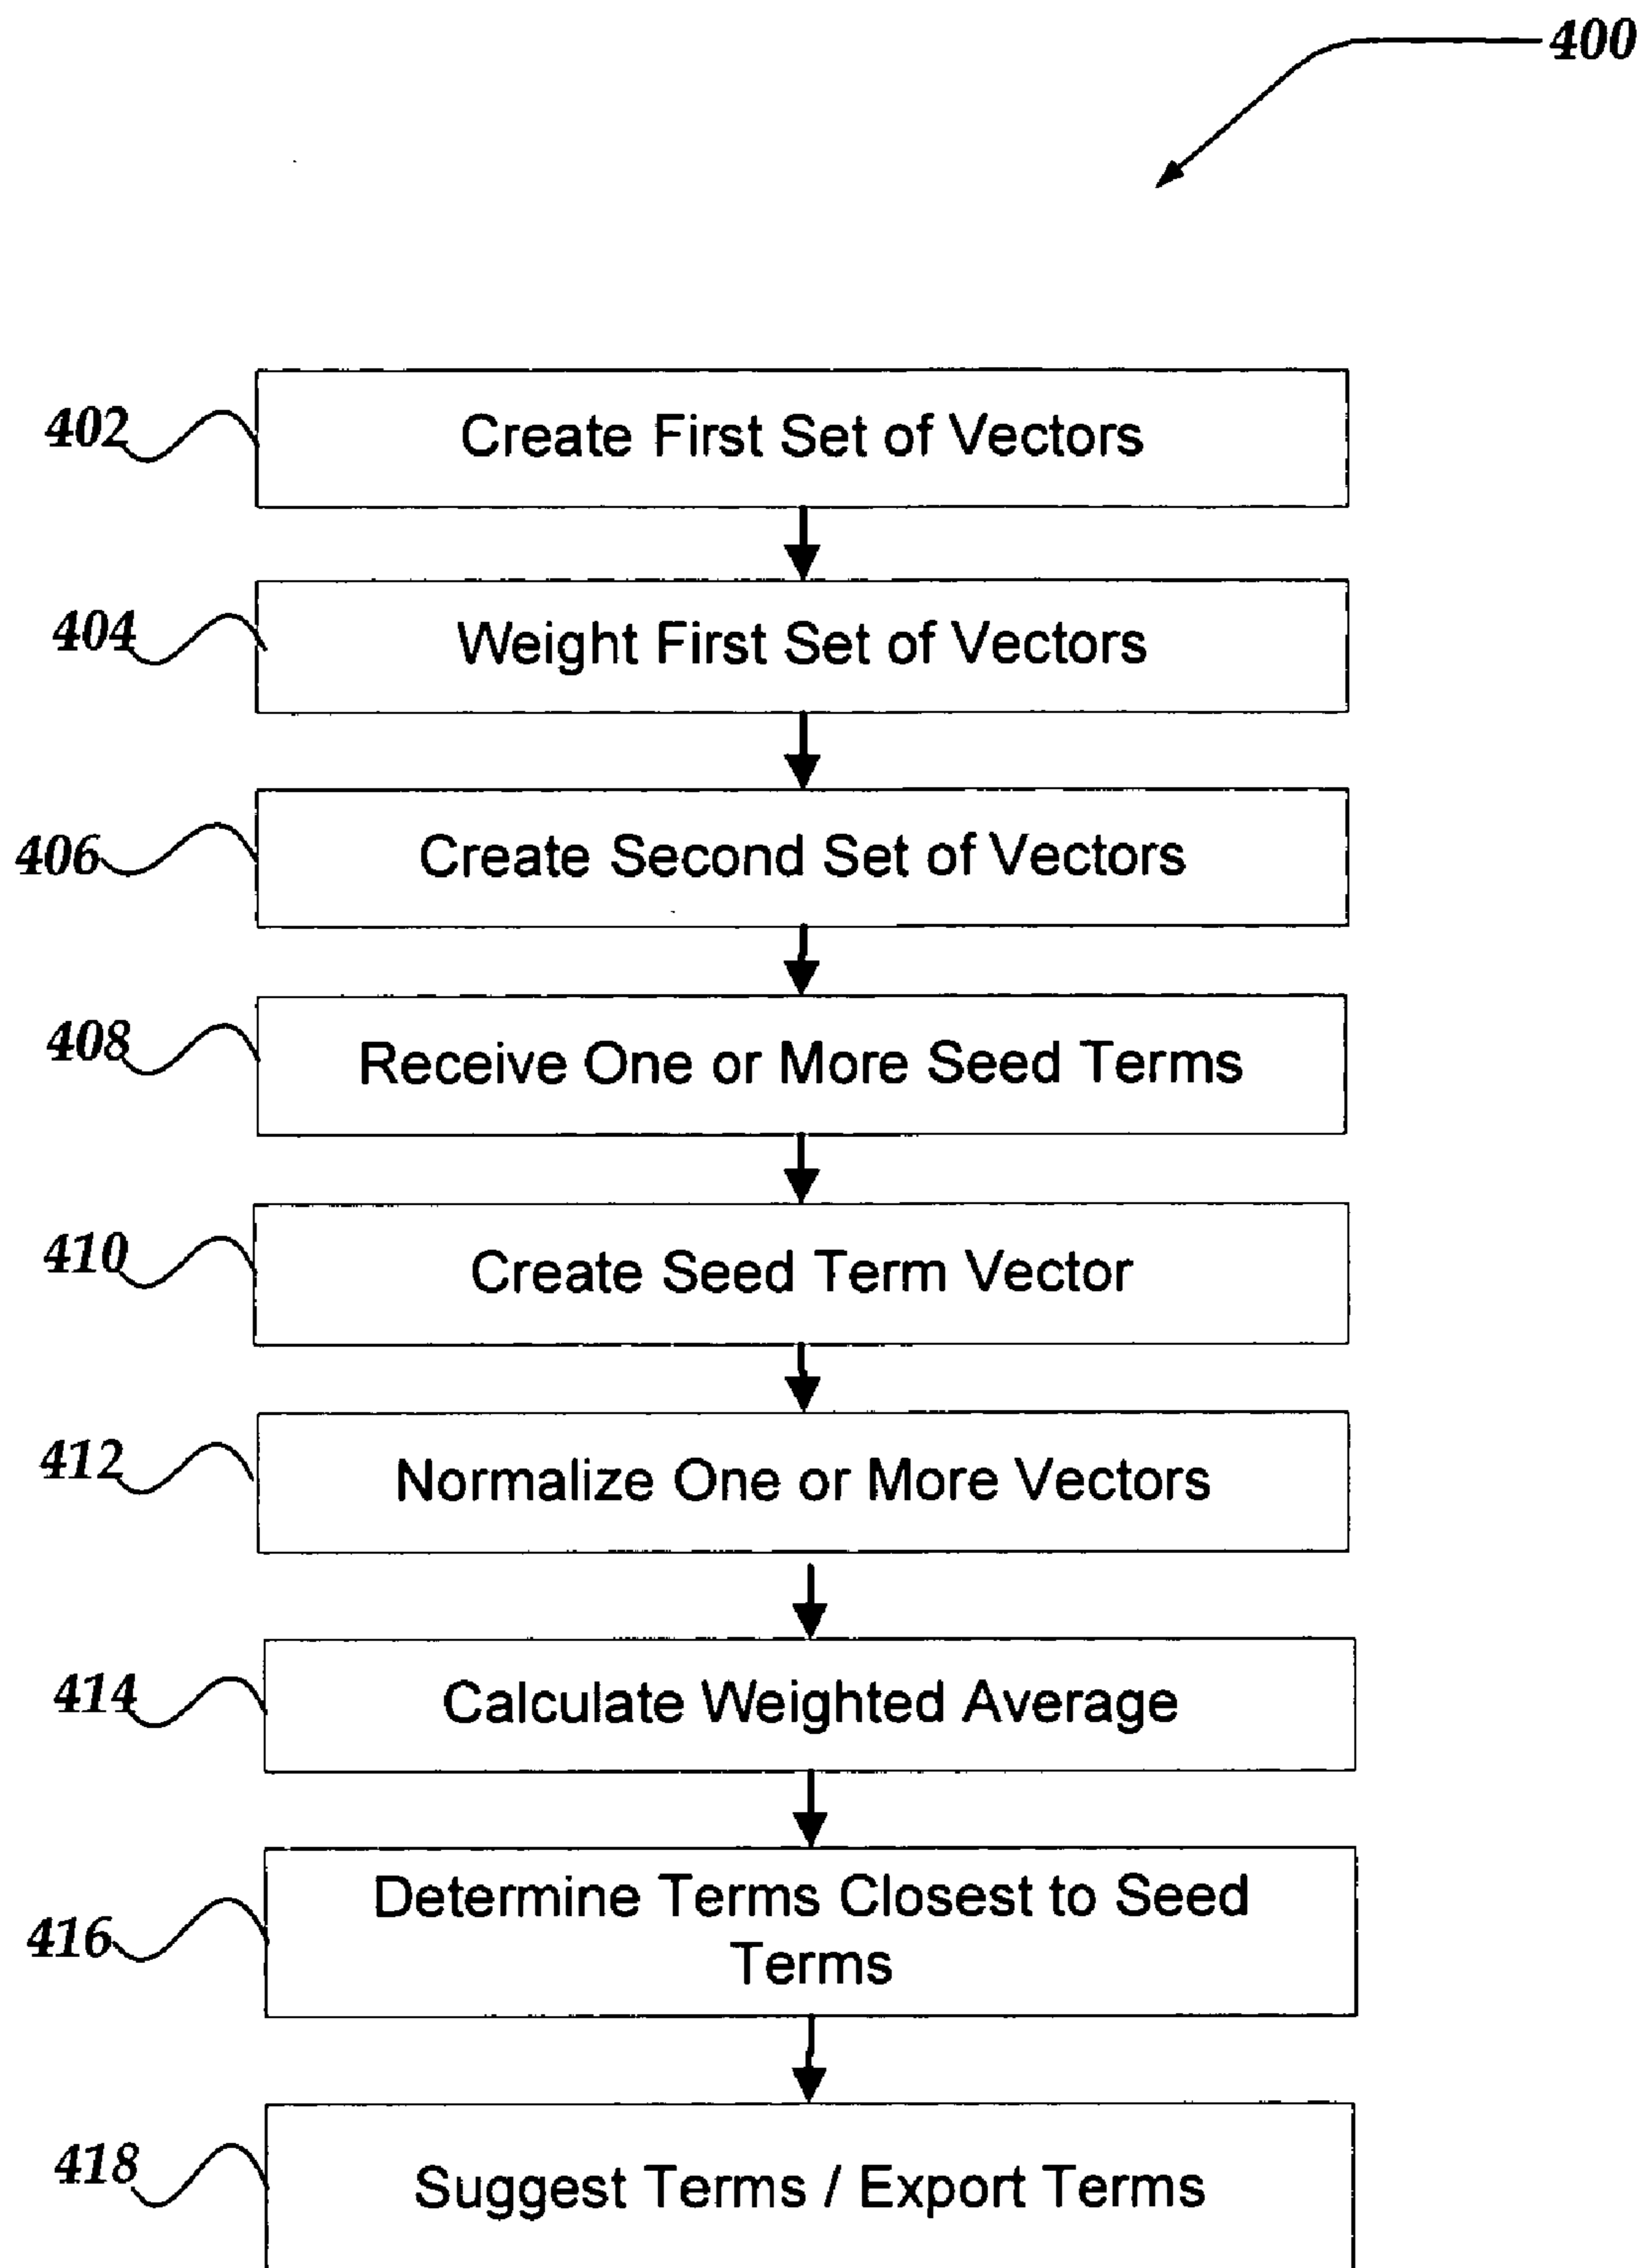 400
402
Create First Set of Vectors
404
Weight First Set of Vectors
406
Create Second Set of Vectors
408
Receive One or More Seed Terms
410
Create Seed Term Vector
412
Normalize One or More Vectors
414
Calculate Weighted Average
416
Determine Terms Closest to Seed
Terms
418
Suggest Terms / Export Terms